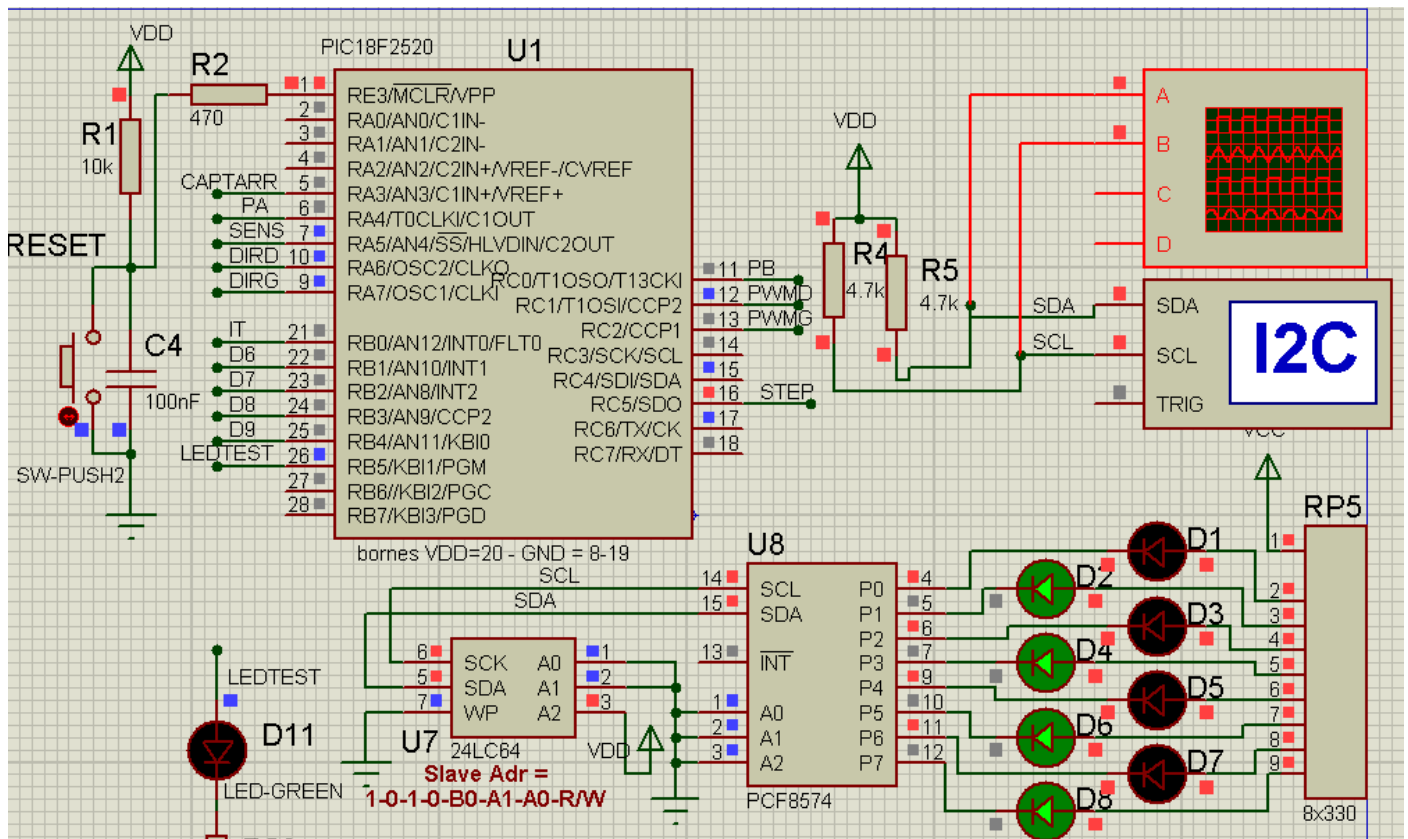 VDD
R1
10k
R2
470
RESET
SW-PUSH2
C4
100nF
PIC18F2520
U1
1 RE3/MCLR/VPP
2 RA0/AN0/C1IN-
3 RA1/AN1/C2IN-
4 RA2/AN2/C2IN+/VREF-/CVREF
CAPTARR 5 RA3/AN3/C1IN+/VREF+
PA 6 RA4/T0CLKI/C1OUT
SENS 7 RA5/AN4/SS/HLVDIN/C2OUT
DIRD 10 RA6/OSC2/CLKO
DIRG 9 RA7/OSC1/CLKI
IT 21 RB0/AN12/INT0/FLT0
D6 22 RB1/AN10/INT1
D7 23 RB2/AN8/INT2
D8 24 RB3/AN9/CCP2
D9 25 RB4/AN11/KBI0
LEDTEST 26 RB5/KBI1/PGM
27 RB6//KBI2/PGC
28 RB7/KBI3/PGD
RC0/T1OSO/T13CKI 11 PB
RC1/T1OSI/CCP2 12 PWMD
RC2/CCP1 13 PWMG
RC3/SCK/SCL 14
RC4/SDI/SDA 15
RC5/SDO 16 STEP
RC6/TX/CK 17
RC7/RX/DT 18
bornes VDD=20 - GND = 8-19
VDD
R4
4.7k
R5
4.7k
A
B
C
D
SDA SDA
SCL SCL
TRIG
I2C
VCC
RP5
1
2
3
4
5
6
7
8
9
8x330
U8
SCL 14 SCL
SDA 15 SDA
13 INT
1 A0
2 A1
3 A2
P0 4
P1 5
P2 6
P3 7
P4 9
P5 10
P6 11
P7 12
PCF8574
D1
D2
D3
D4
D5
D6
D7
D8
6 SCK A0 1
5 SDA A1 2
7 WP A2 3
U7
24LC64
VDD
Slave Adr =
1-0-1-0-B0-A1-A0-R/W
LEDTEST
D11
LED-GREEN